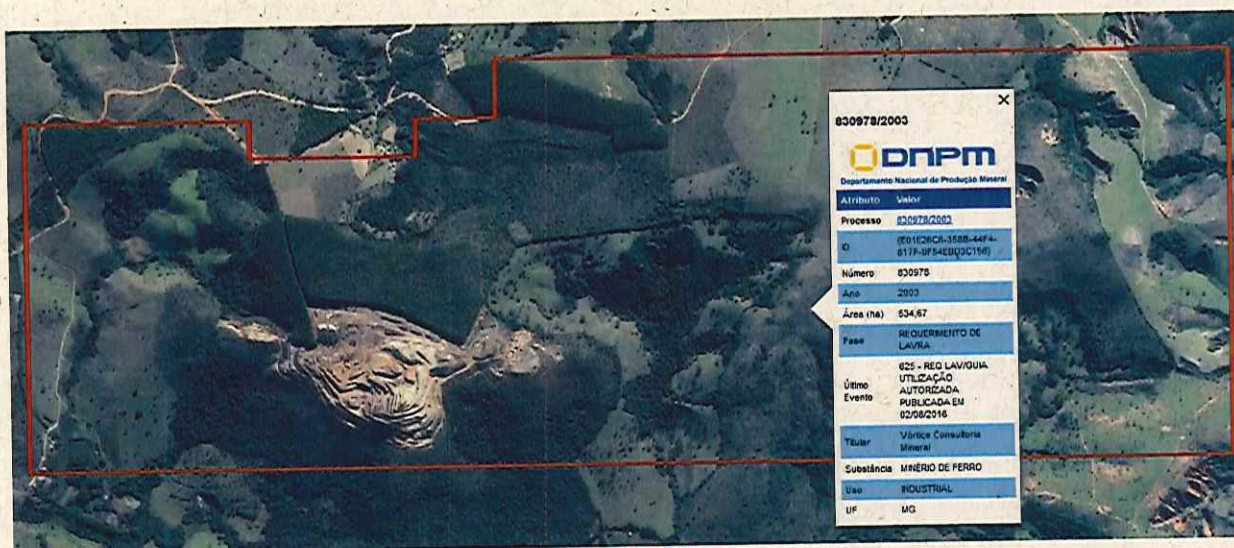 830978/2003
DNPM
Departamento Nacional de Produção Mineral
Atributo Valor
Processo 830978/2003
ID
Número 830978
Ano 2003
Área (ha) 534,67
Fase REQUERIMENTO DE
LAVRA
Último Evento 625 - REQ LAV/GUIA
UTILIZAÇÃO
AUTORIZADA
PUBLICADA EM
02/08/2016
Titular Vórtice Consultoria
Mineral
Substância MINÉRIO DE FERRO
Uso INDUSTRIAL
UF MG